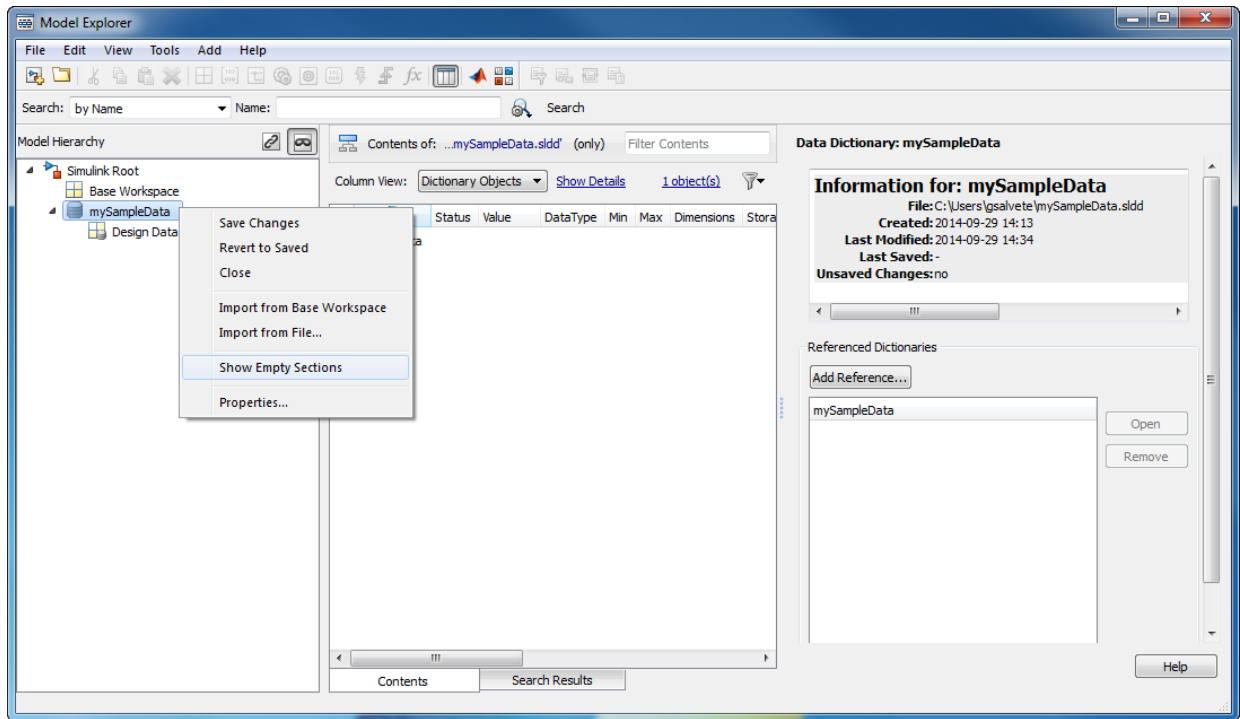 Model Explorer
File Edit View Tools Add Help
fx
Search: by Name Name: Search
Model Hierarchy
Simulink Root
Base Workspace
mySampleData
Design Data
Save Changes
Revert to Saved
Close
Import from Base Workspace
Import from File...
Show Empty Sections
Properties...
Contents of: ...mySampleData.sldd' (only) Filter Contents
Column View: Dictionary Objects Show Details 1 object(s)
Status Value DataType Min Max Dimensions Stora
Contents Search Results
Data Dictionary: mySampleData
Information for: mySampleData
File: C:\Users\gsalvete\mySampleData.sldd
Created: 2014-09-29 14:13
Last Modified: 2014-09-29 14:34
Last Saved: -
Unsaved Changes: no
Referenced Dictionaries
Add Reference...
mySampleData
Open
Remove
Help